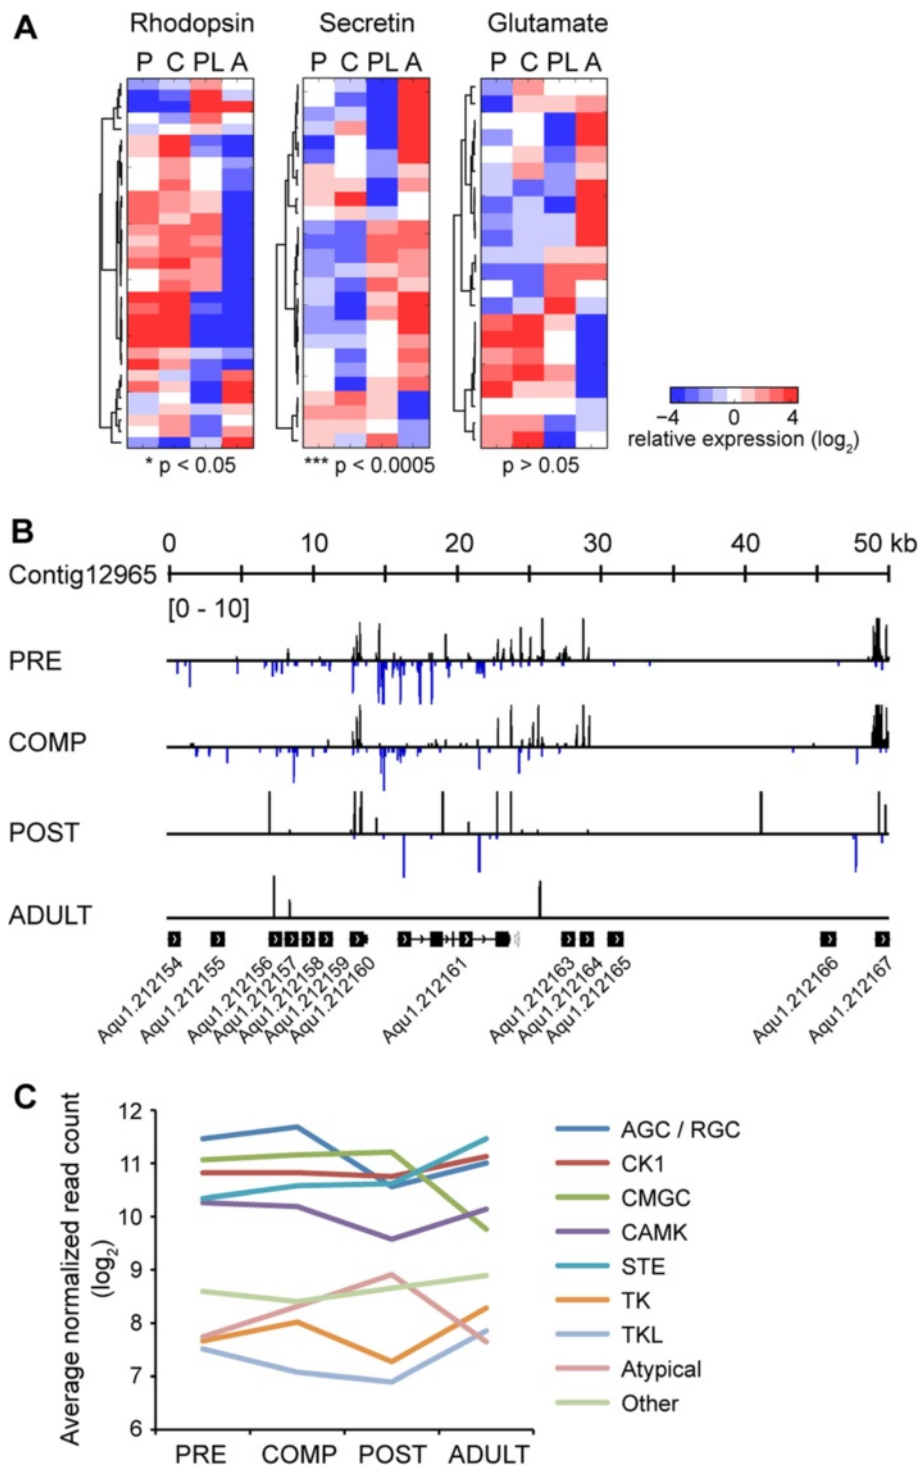 A
Rhodopsin Secretin Glutamate
P C PL A P C PL A P C PL A
* p < 0.05 *** p < 0.0005 p > 0.05
−4 0 4
relative expression (log2)
B
0 10 20 30 40 50 kb
Contig12965
[0 - 10]
PRE
COMP
POST
ADULT
Aqu1.212154
Aqu1.212155
Aqu1.212156
Aqu1.212157
Aqu1.212158
Aqu1.212159
Aqu1.212160
Aqu1.212161
Aqu1.212163
Aqu1.212164
Aqu1.212165
Aqu1.212166
Aqu1.212167
C
Average normalized read count
(log2)
12
11
10
9
8
7
6
PRE COMP POST ADULT
AGC / RGC
CK1
CMGC
CAMK
STE
TK
TKL
Atypical
Other